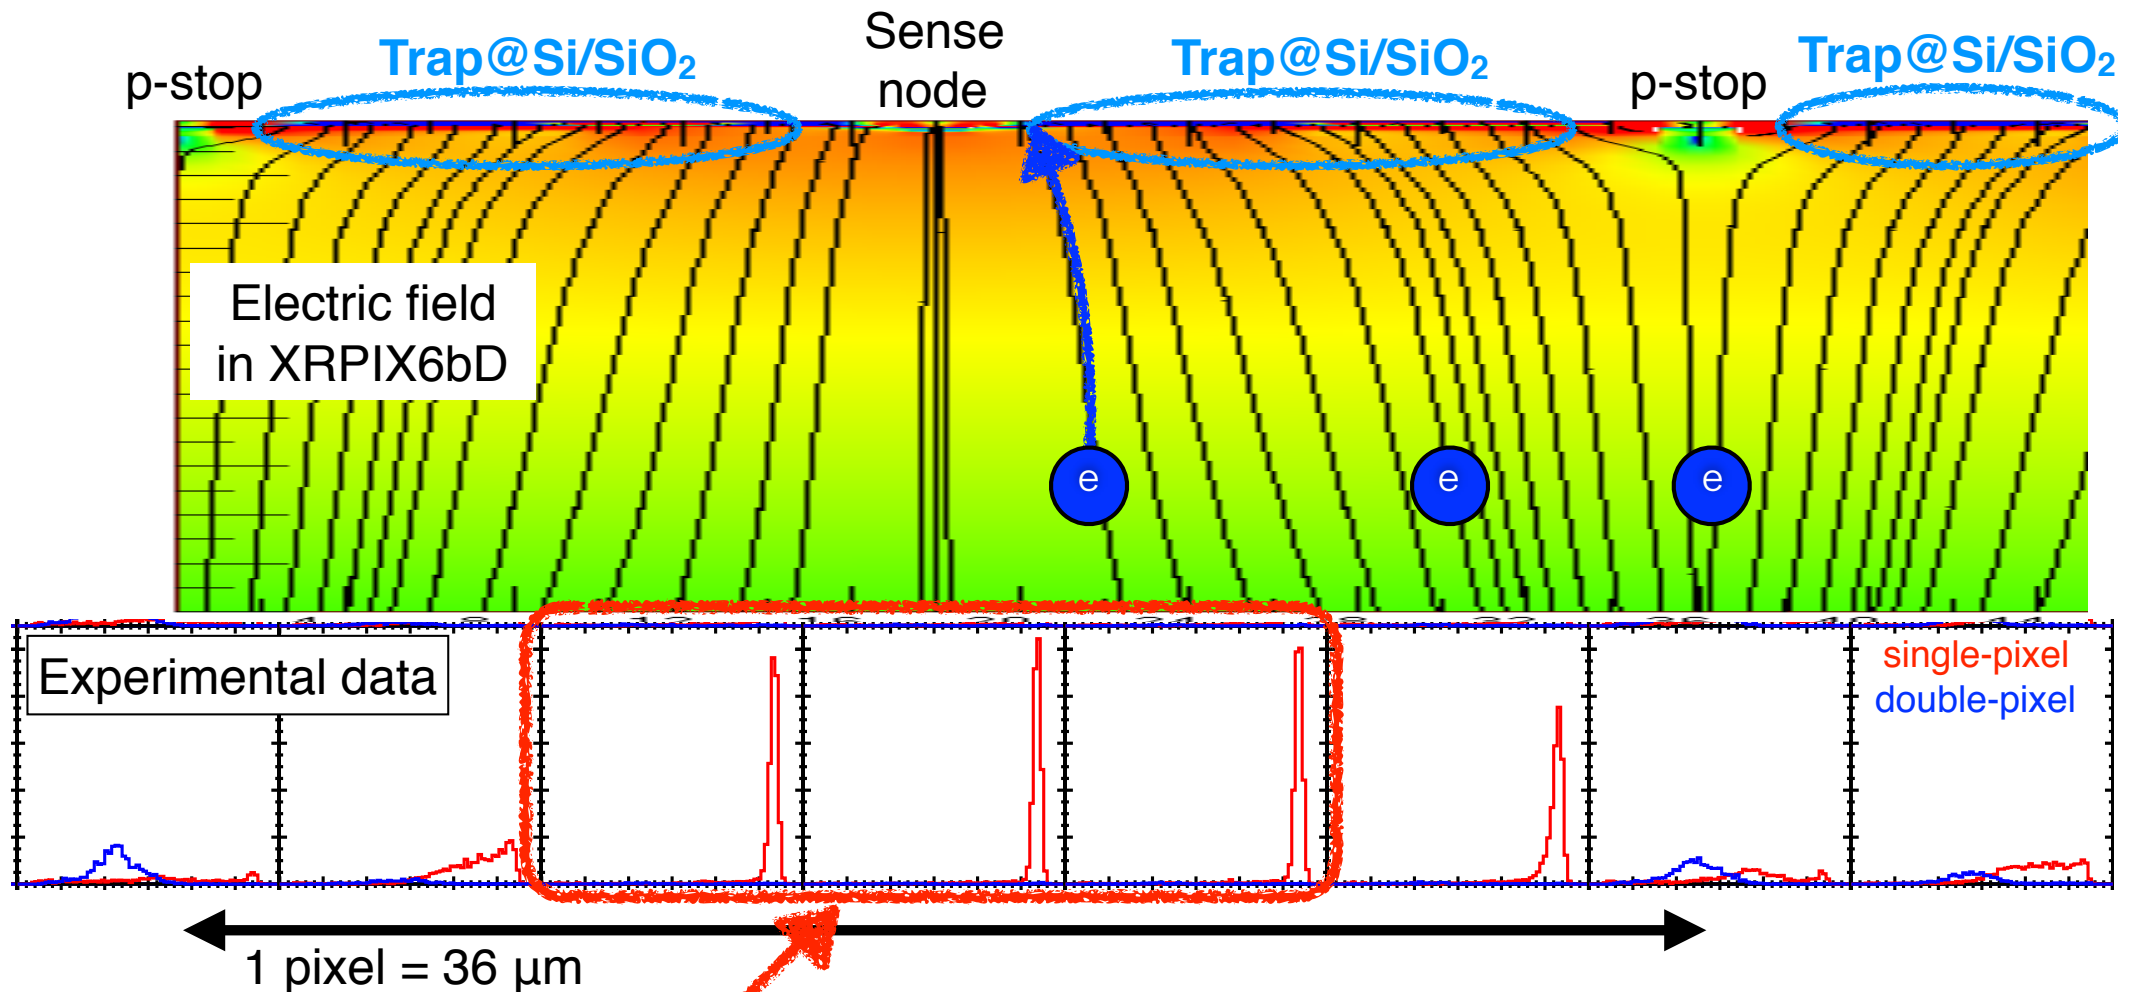 Sense
node
p-stop
Trap@Si/SiO₂
Trap@Si/SiO₂
p-stop
Trap@Si/SiO₂
Electric field
in XRPIX6bD
e
e
e
Experimental data
single-pixel
double-pixel
1 pixel = 36 μm